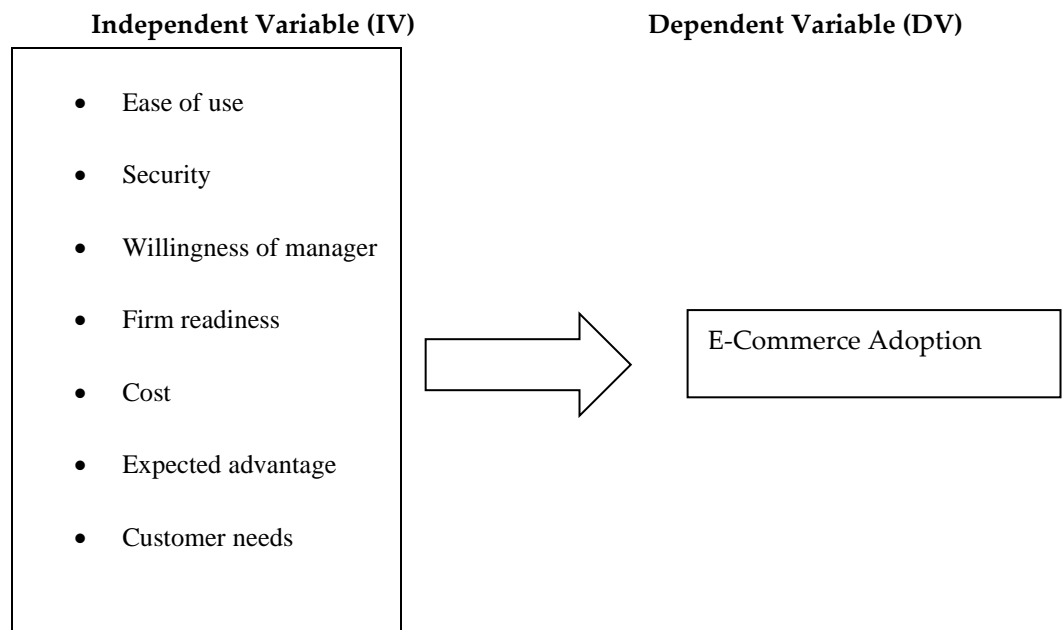 Independent Variable (IV)
Dependent Variable (DV)
• Ease of use
• Security
• Willingness of manager
• Firm readiness
• Cost
• Expected advantage
• Customer needs
E-Commerce Adoption